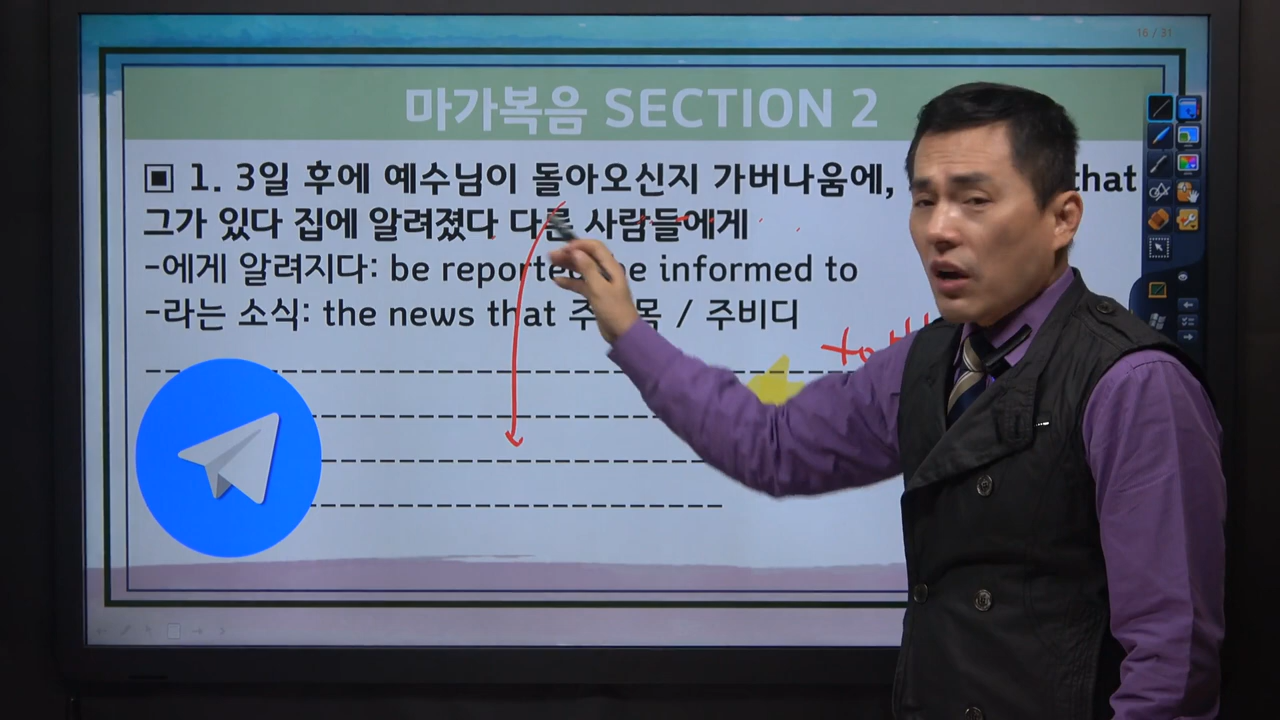 16 / 31
마가복음 SECTION 2
▣ 1. 3일 후에 예수님이 돌아오신지 가버나움에, that
그가 있다 집에 알려졌다 다른 사람들에게
-에게 알려지다: be reported be informed to
-라는 소식: the news that / 주비디